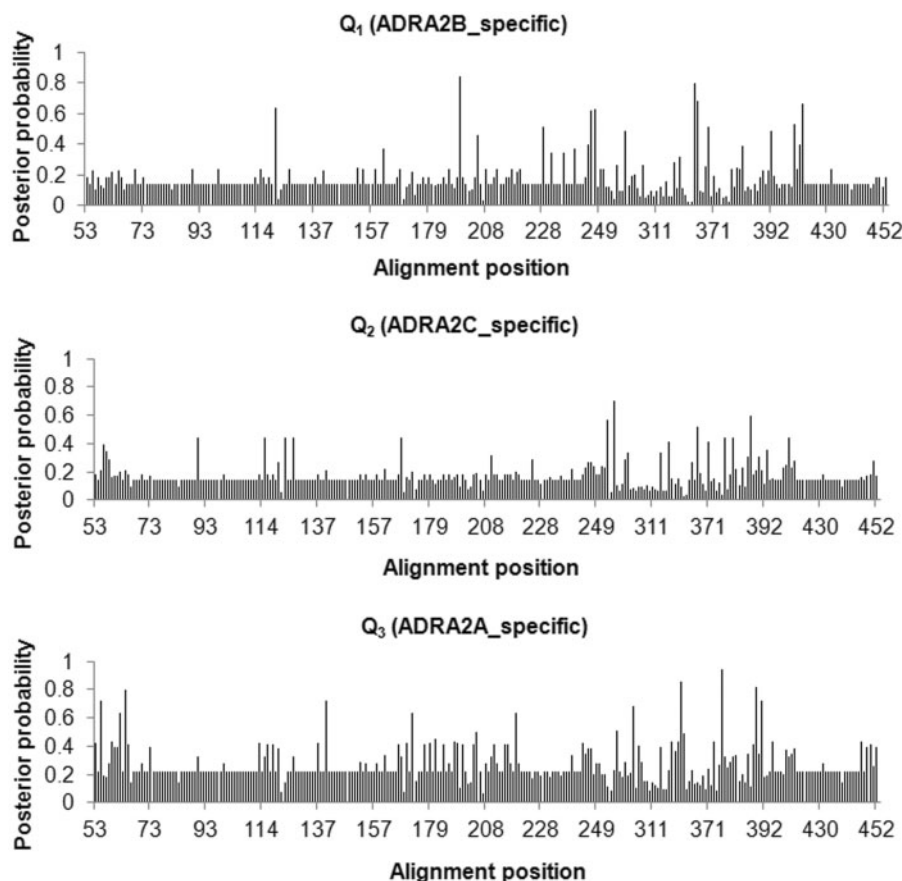 Q₁ (ADRA2B_specific)
Posterior probability
1
0.8
0.6
0.4
0.2
0
53 73 93 114 137 157 179 208 228 249 311 371 392 430 452
Alignment position
Q₂ (ADRA2C_specific)
Posterior probability
1
0.8
0.6
0.4
0.2
0
53 73 93 114 137 157 179 208 228 249 311 371 392 430 452
Alignment position
Q₃ (ADRA2A_specific)
Posterior probability
1
0.8
0.6
0.4
0.2
0
53 73 93 114 137 157 179 208 228 249 311 371 392 430 452
Alignment position